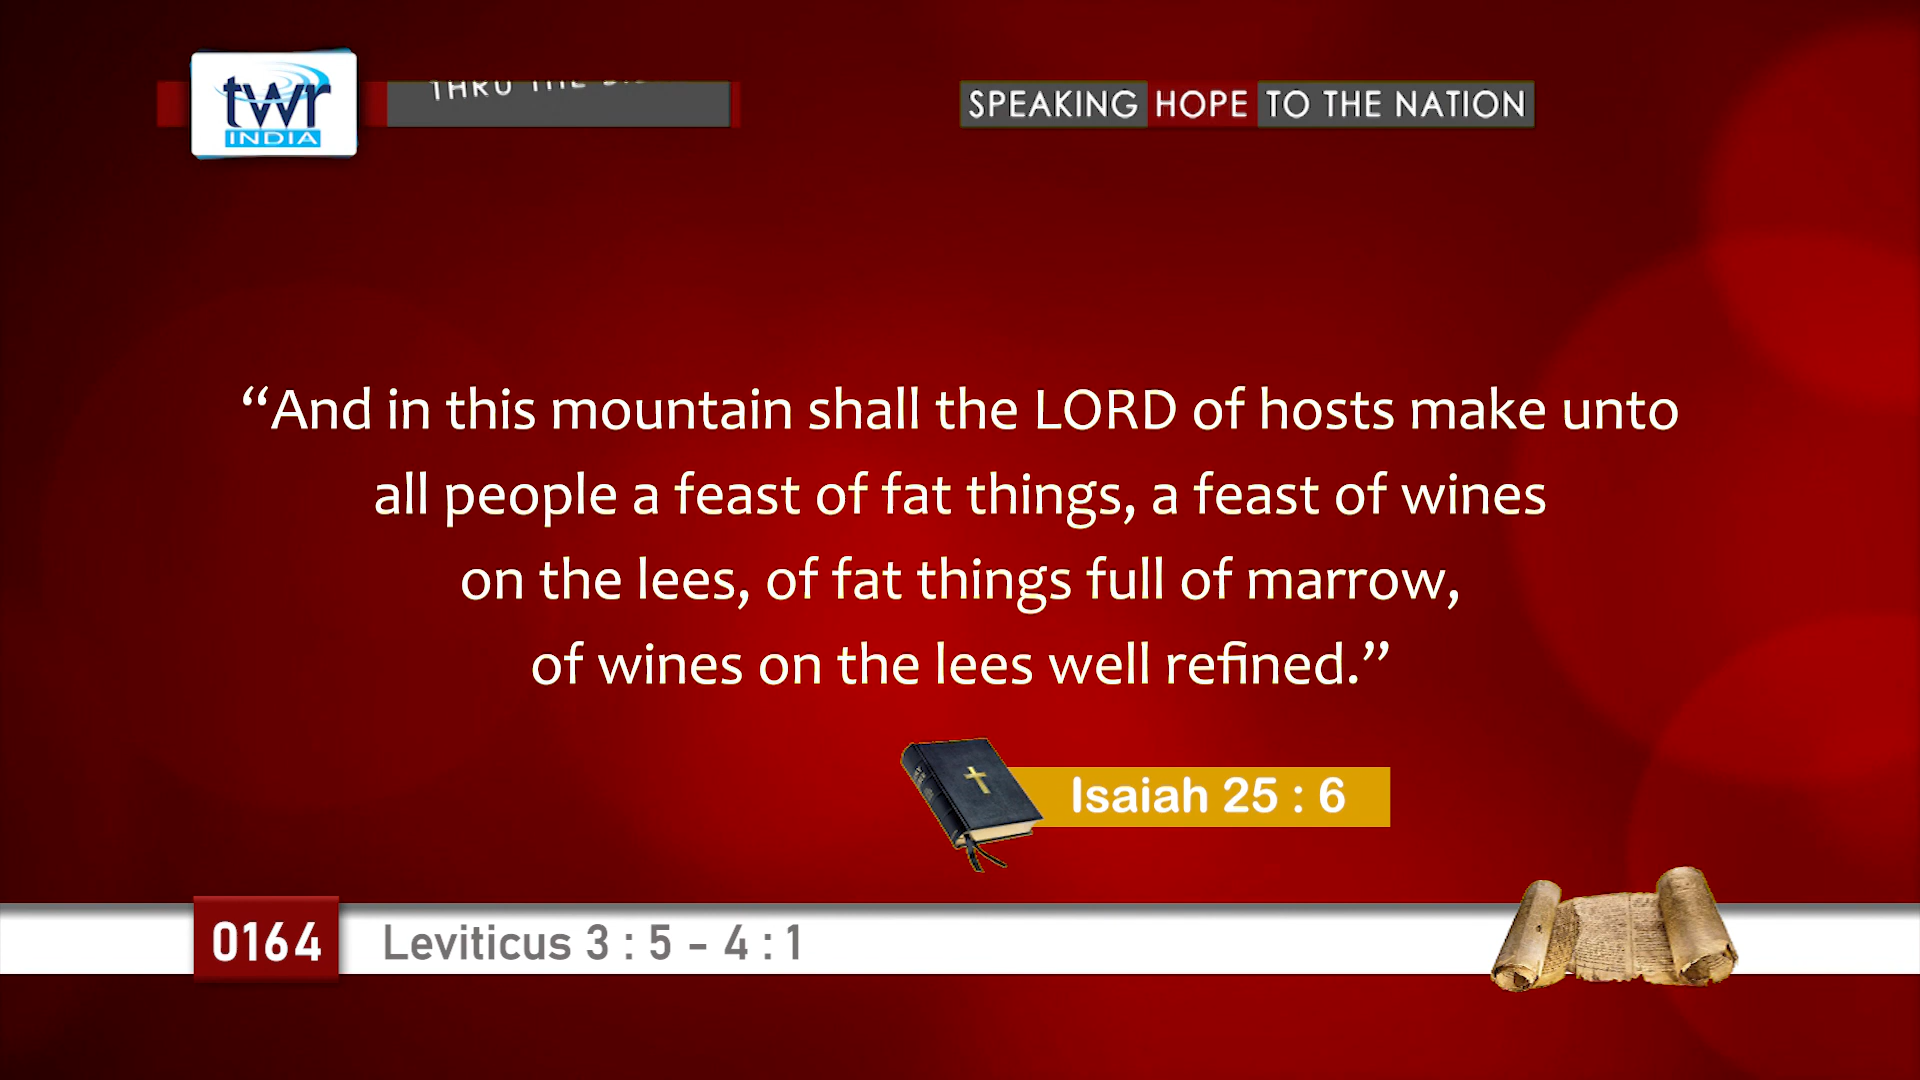 twr
INDIA
THRU THE
SPEAKING HOPE TO THE NATION
“And in this mountain shall the LORD of hosts make unto
all people a feast of fat things, a feast of wines
on the lees, of fat things full of marrow,
of wines on the lees well refined.”
Isaiah 25 : 6
0164 Leviticus 3 : 5 - 4 : 1